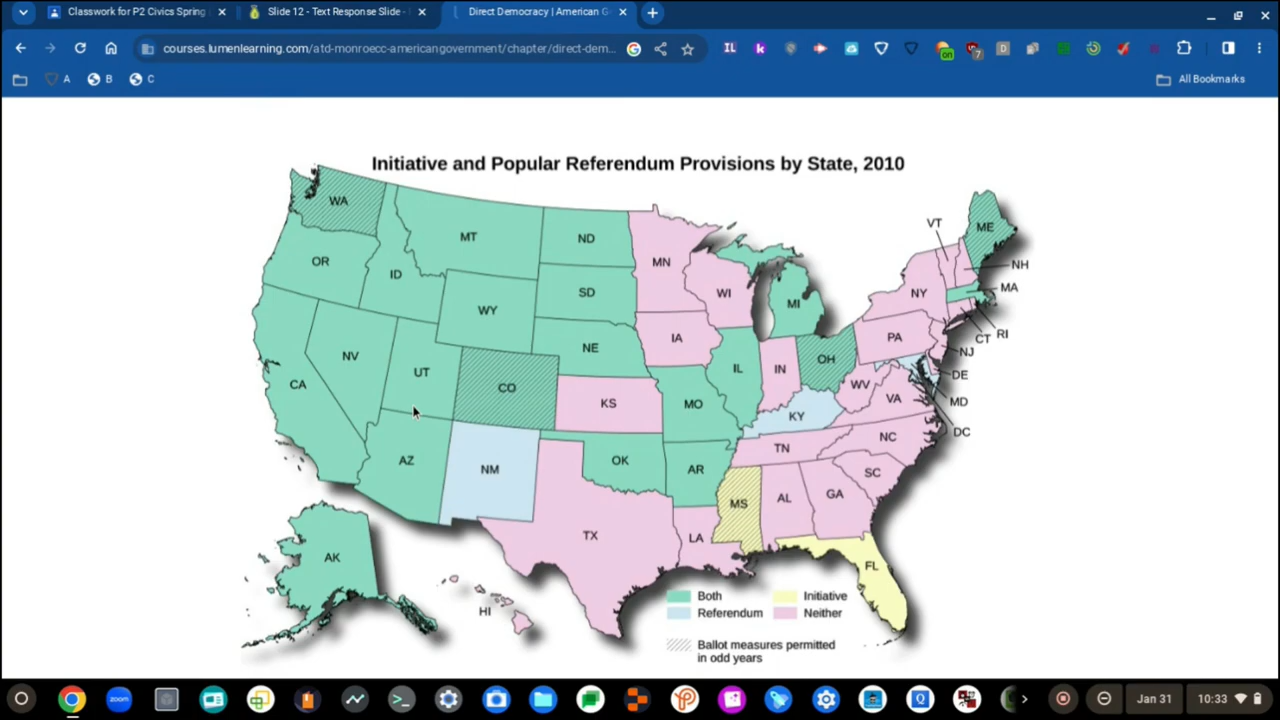 Classwork for P2 Civics Spring
Slide 12 - Text Response Slide -
Direct Democracy | American G
courses.lumenlearning.com/atd-monroecc-americangovernment/chapter/direct-dem...
IL
k
D
on
7
A
B
C
All Bookmarks
Initiative and Popular Referendum Provisions by State, 2010
WA
MT
ND
MN
VT
ME
OR
ID
SD
WI
NH
MA
WY
MI
NY
RI
CT
NV
UT
NE
IA
PA
NJ
CA
CO
IL
IN
OH
DE
WV
MD
KS
MO
KY
VA
DC
AZ
NM
OK
AR
TN
NC
SC
MS
AL
GA
TX
LA
AK
FL
HI
Both
Initiative
Referendum
Neither
Ballot measures permitted
in odd years
zoom
Q
Jan 31
10:33